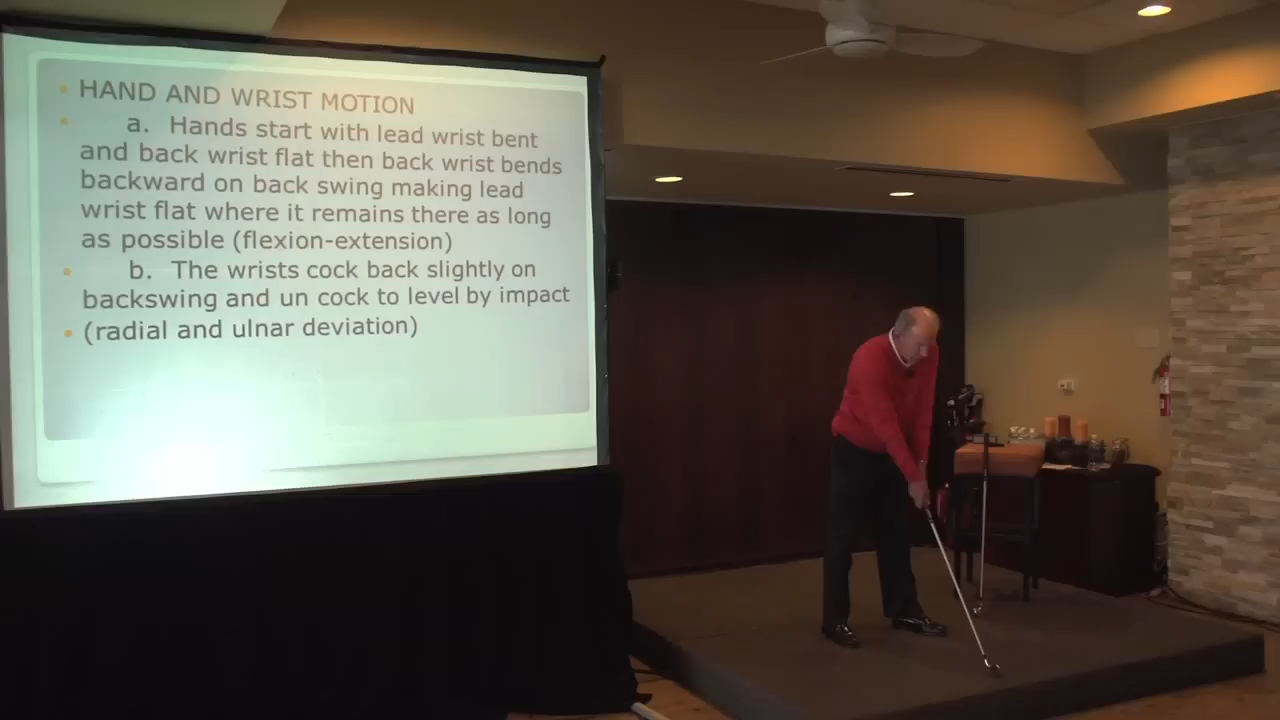 • HAND AND WRIST MOTION
• a. Hands start with lead wrist bent
and back wrist flat then back wrist bends
backward on back swing making lead
wrist flat where it remains there as long
as possible (flexion-extension)
• b. The wrists cock back slightly on
backswing and un cock to level by impact
• (radial and ulnar deviation)